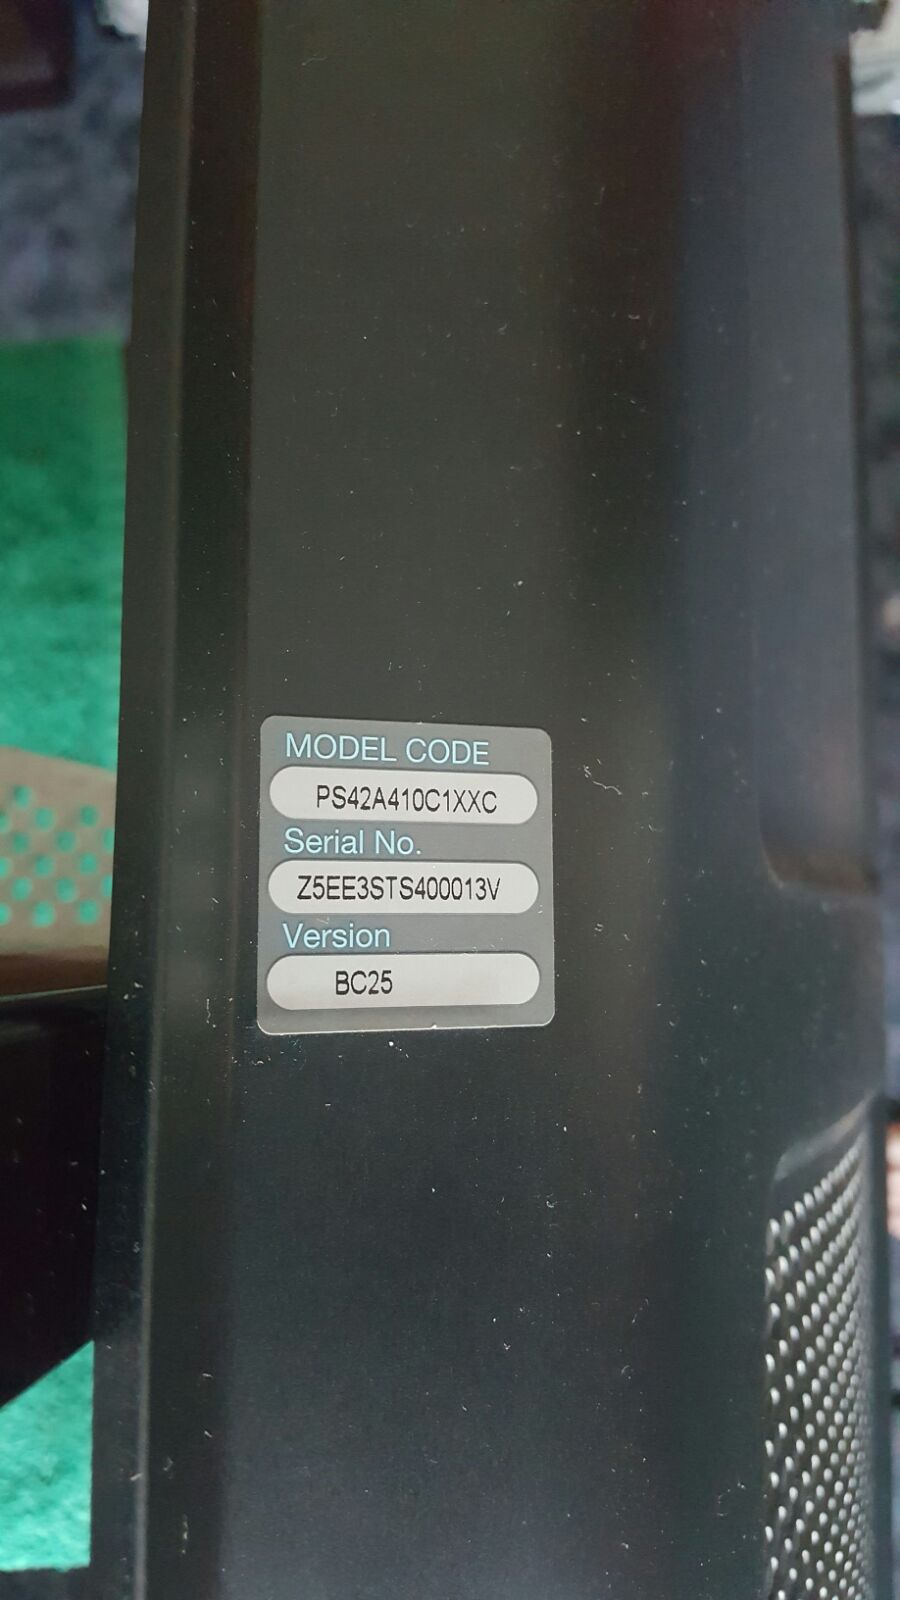 MODEL CODE
PS42A410C1XXC
Serial No.
Z5EE3STS400013V
Version
BC25